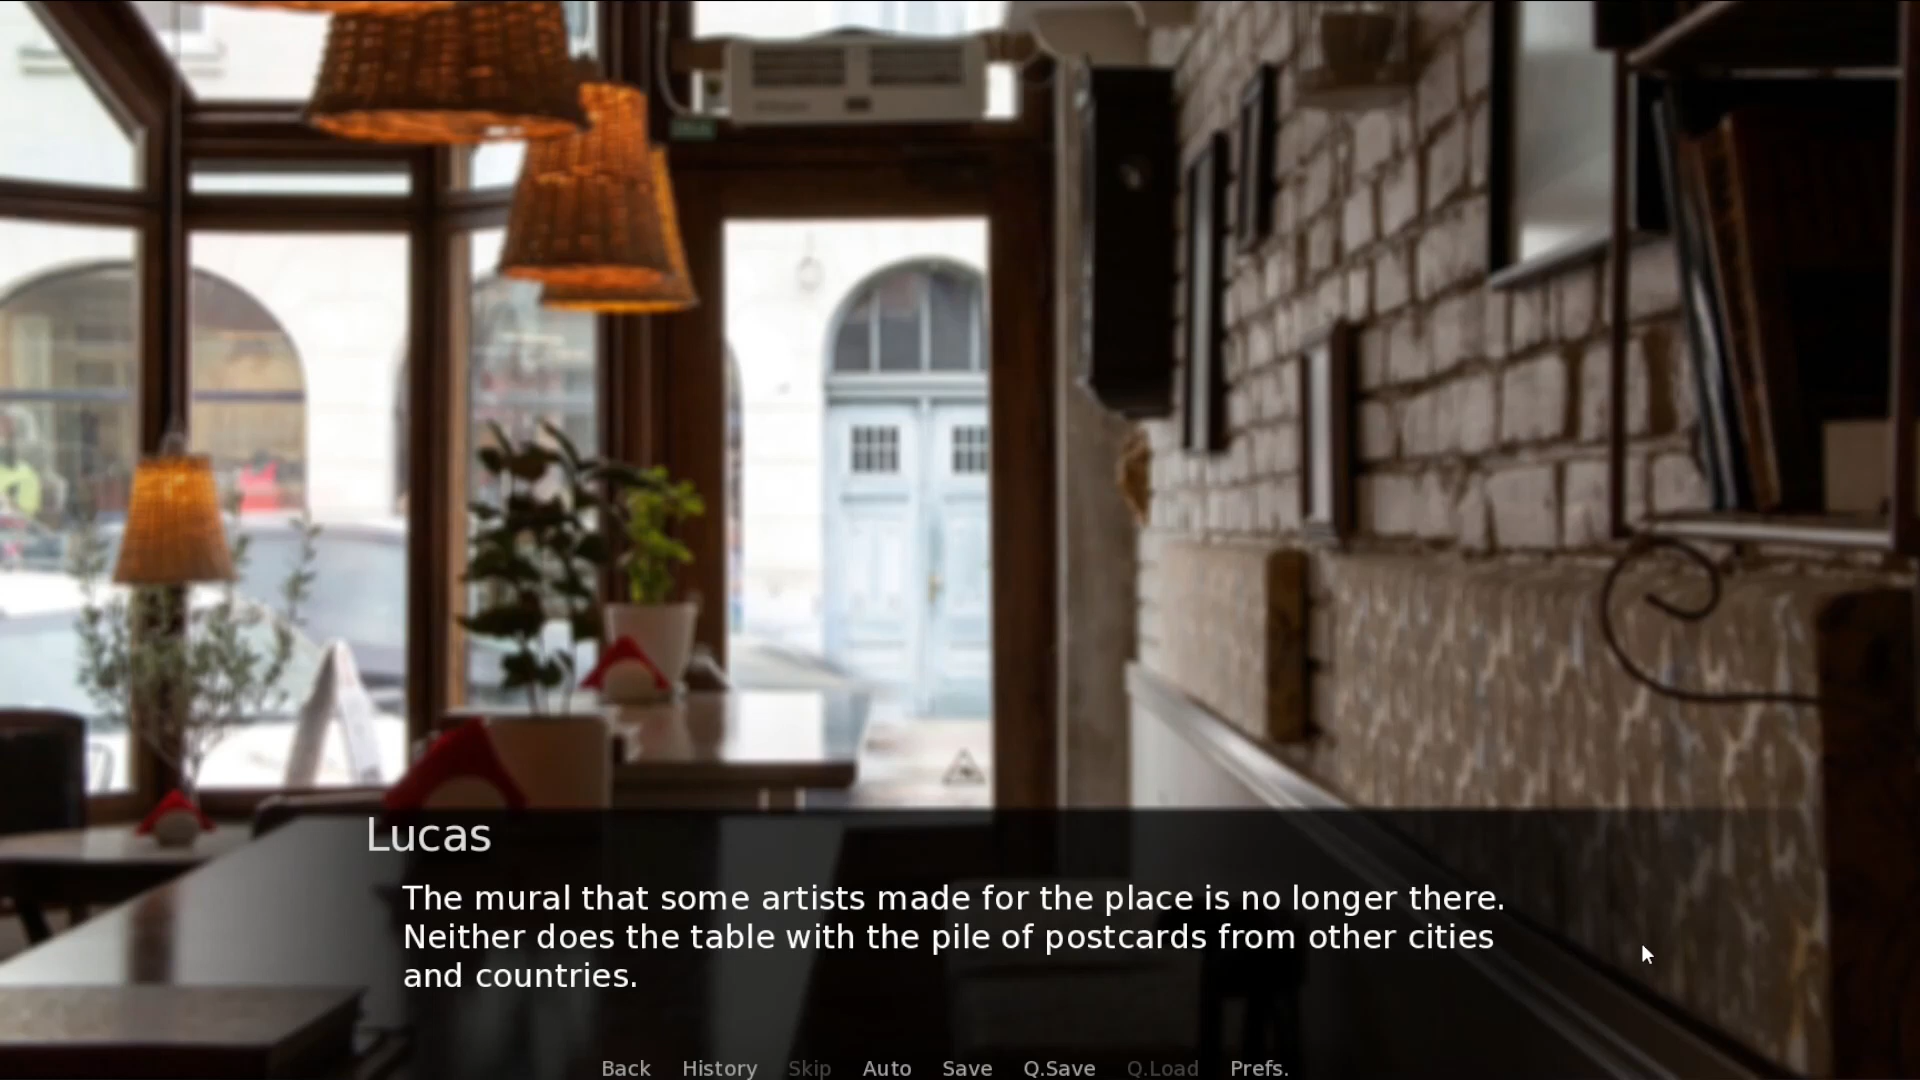 Lucas
The mural that some artists made for the place is no longer there.
Neither does the table with the pile of postcards from other cities
and countries.
Back History Skip Auto Save Q.Save Q.Load Prefs.